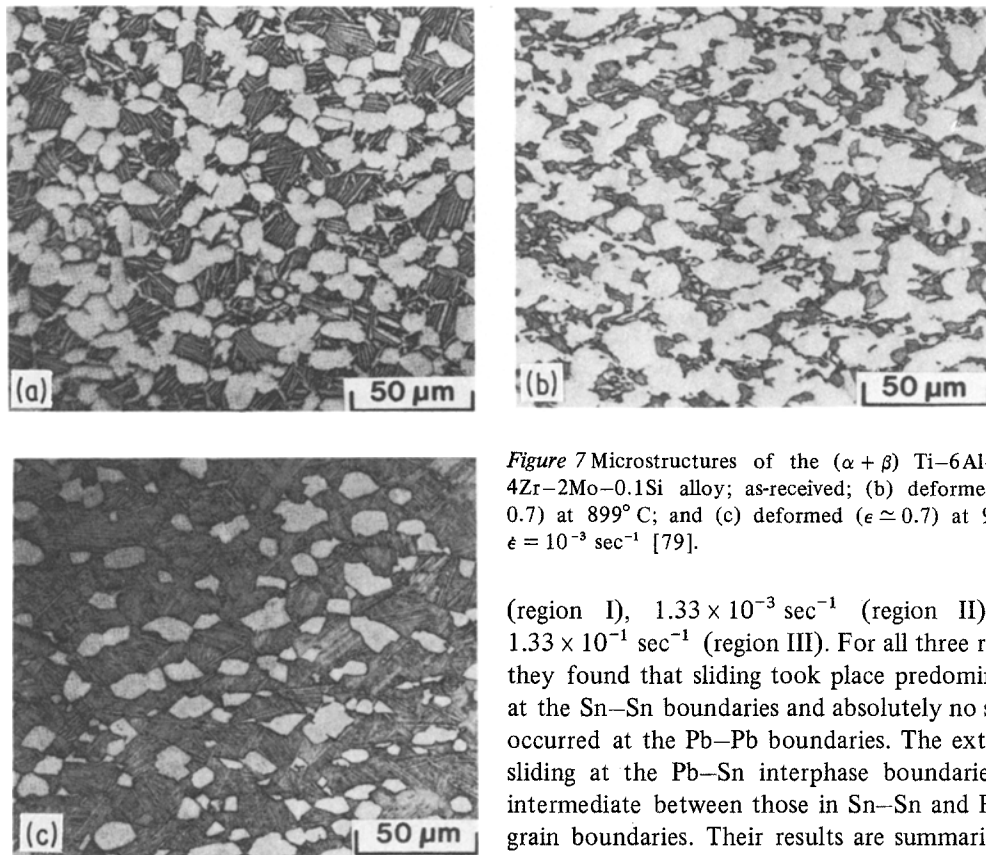 (a)
50 μm
(b)
50 μm
(c)
50 μm
Figure 7 Microstructures of the (α + β) Ti–6Al–
4Zr–2Mo–0.1Si alloy; as-received; (b) deforme
0.7) at 899° C; and (c) deformed (ϵ ≃ 0.7) at 9
ϵ̇ = 10⁻³ sec⁻¹ [79].
(region I), 1.33 × 10⁻³ sec⁻¹ (region II)
1.33 × 10⁻¹ sec⁻¹ (region III). For all three r
they found that sliding took place predomin
at the Sn–Sn boundaries and absolutely no s
occurred at the Pb–Pb boundaries. The ext
sliding at the Pb–Sn interphase boundarie
intermediate between those in Sn–Sn and P
grain boundaries. Their results are summari